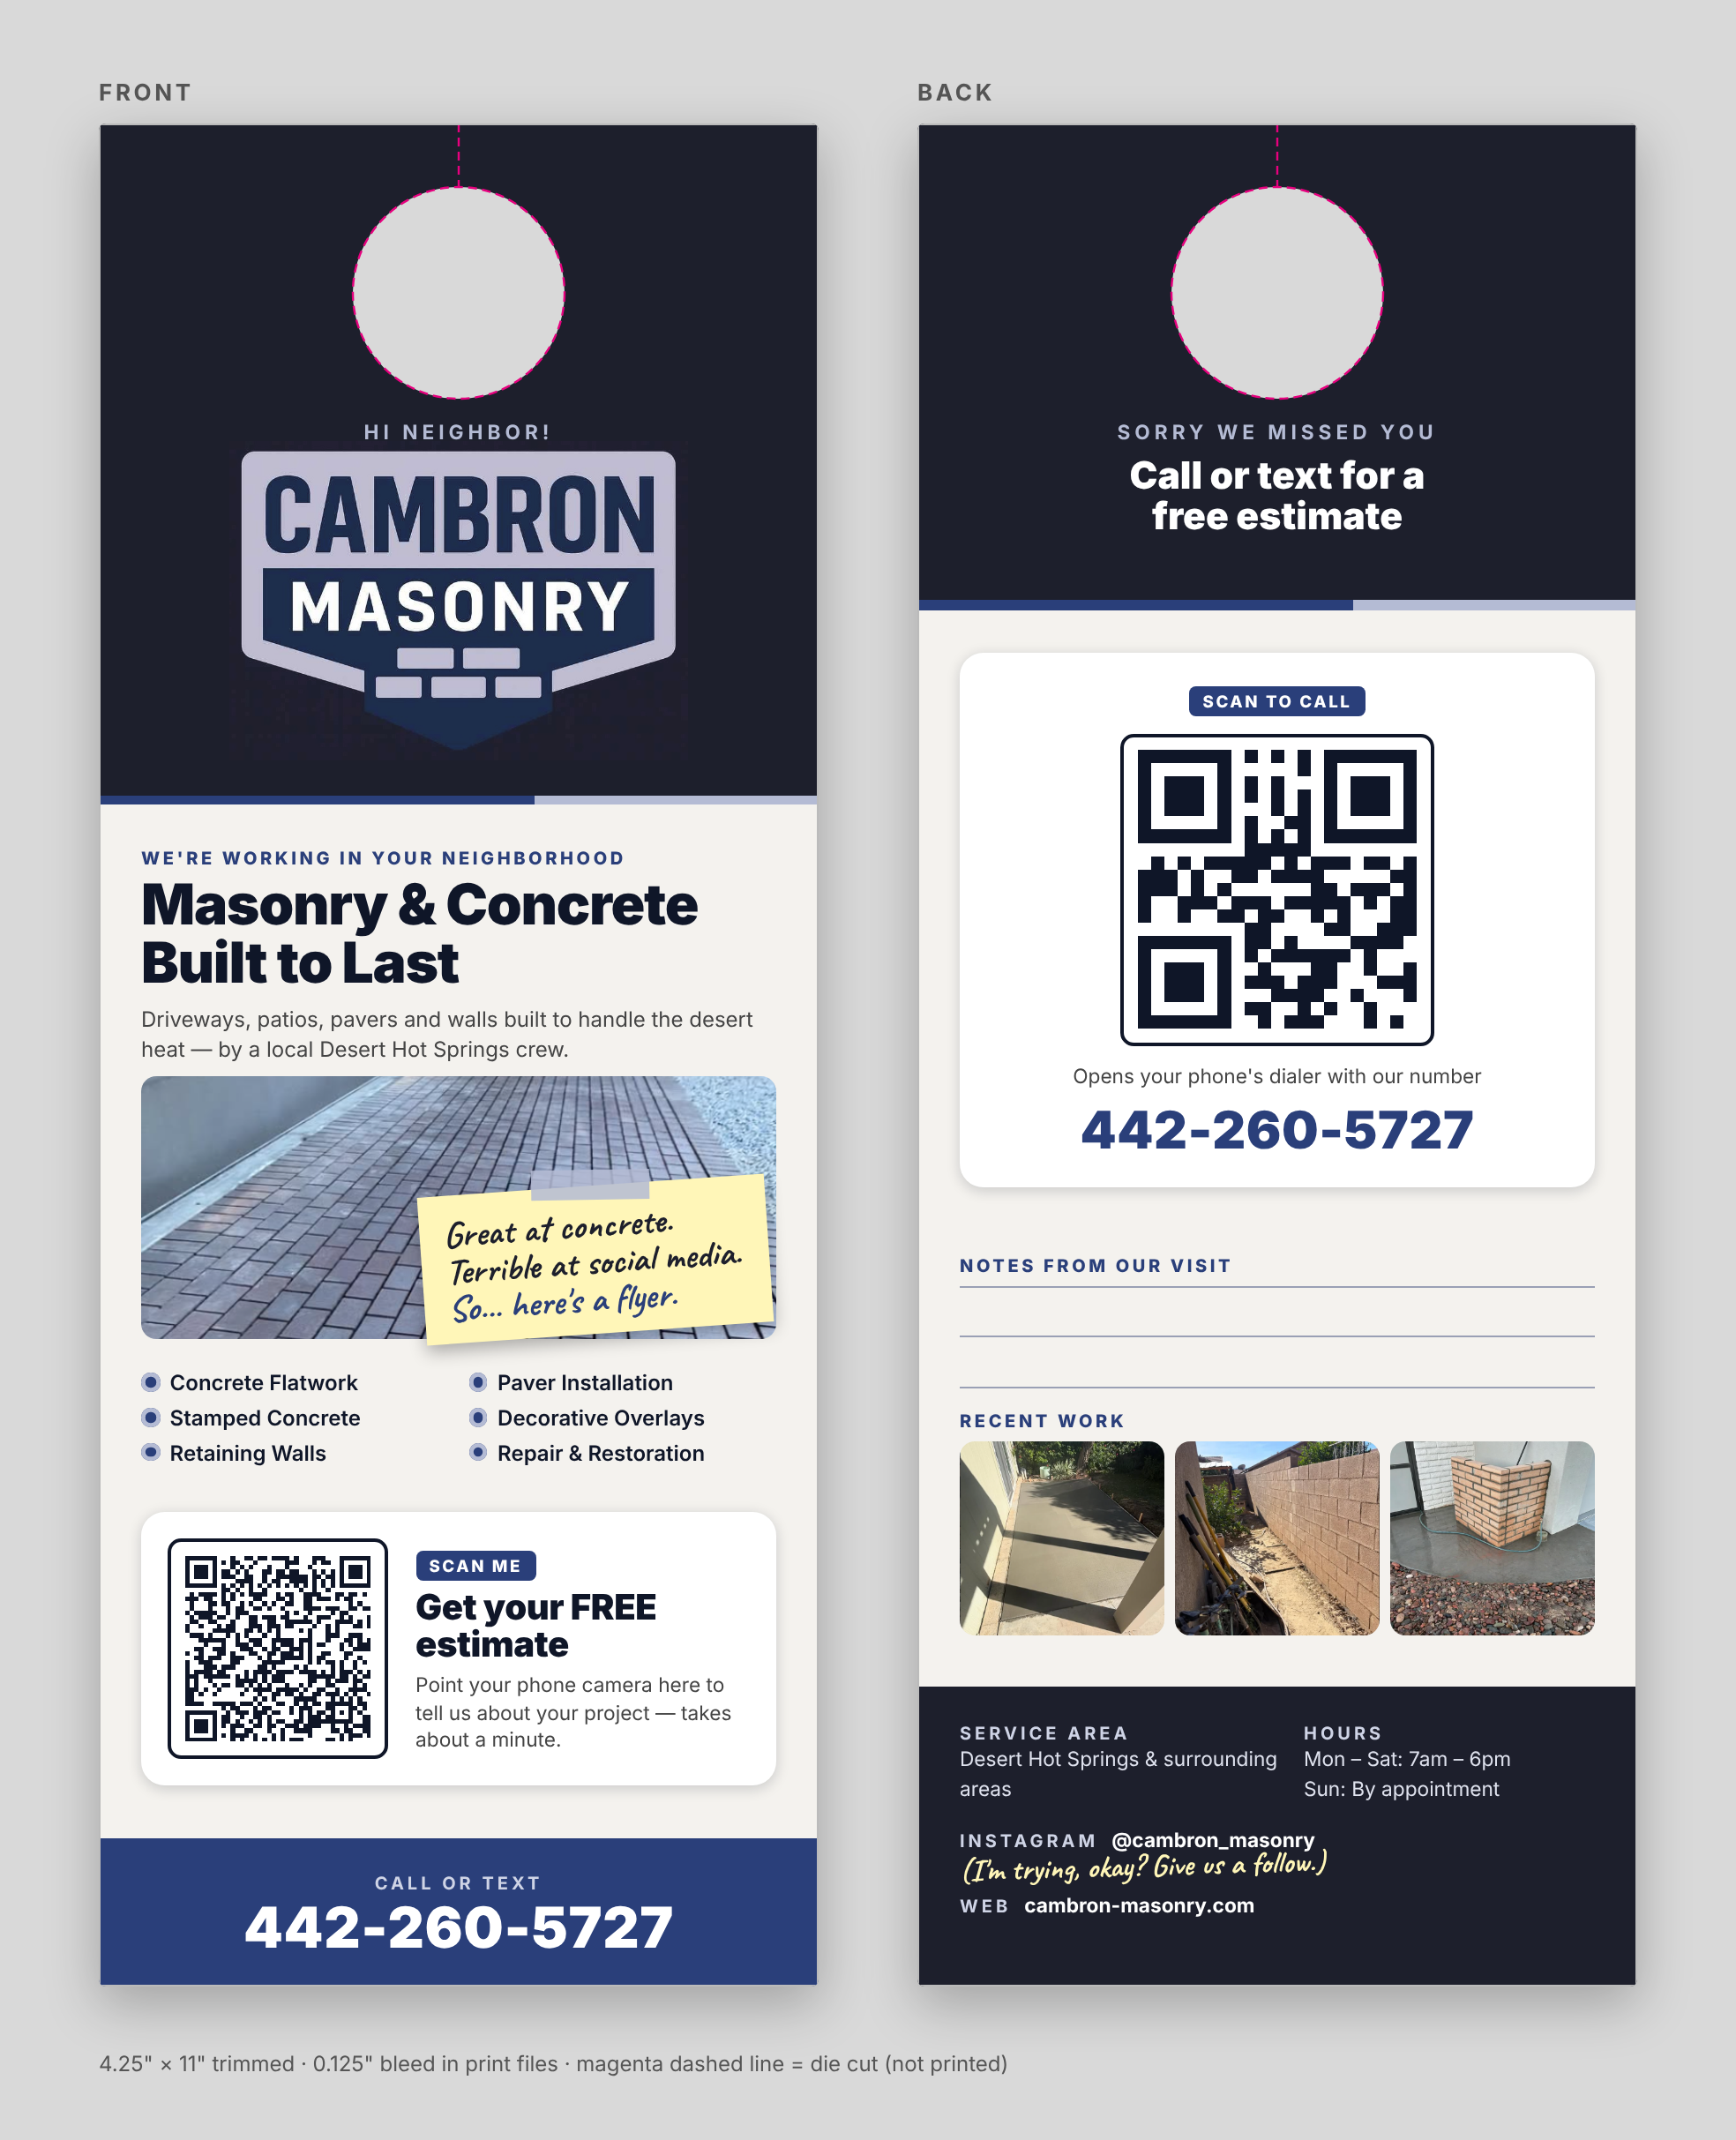 FRONT
HI NEIGHBOR!
CAMBRON
MASONRY
WE'RE WORKING IN YOUR NEIGHBORHOOD
Masonry & Concrete
Built to Last
Driveways, patios, pavers and walls built to handle the desert
heat — by a local Desert Hot Springs crew.
Great at concrete.
Terrible at social media.
So... here's a flyer.
Concrete Flatwork
Paver Installation
Stamped Concrete
Decorative Overlays
Retaining Walls
Repair & Restoration
SCAN ME
Get your FREE
estimate
Point your phone camera here to
tell us about your project — takes
about a minute.
CALL OR TEXT
442-260-5727
BACK
SORRY WE MISSED YOU
Call or text for a
free estimate
SCAN TO CALL
Opens your phone's dialer with our number
442-260-5727
NOTES FROM OUR VISIT
RECENT WORK
SERVICE AREA
Desert Hot Springs & surrounding
areas
HOURS
Mon – Sat: 7am – 6pm
Sun: By appointment
INSTAGRAM @cambron_masonry
(I'm trying, okay? Give us a follow.)
WEB cambron-masonry.com
4.25" × 11" trimmed · 0.125" bleed in print files · magenta dashed line = die cut (not printed)